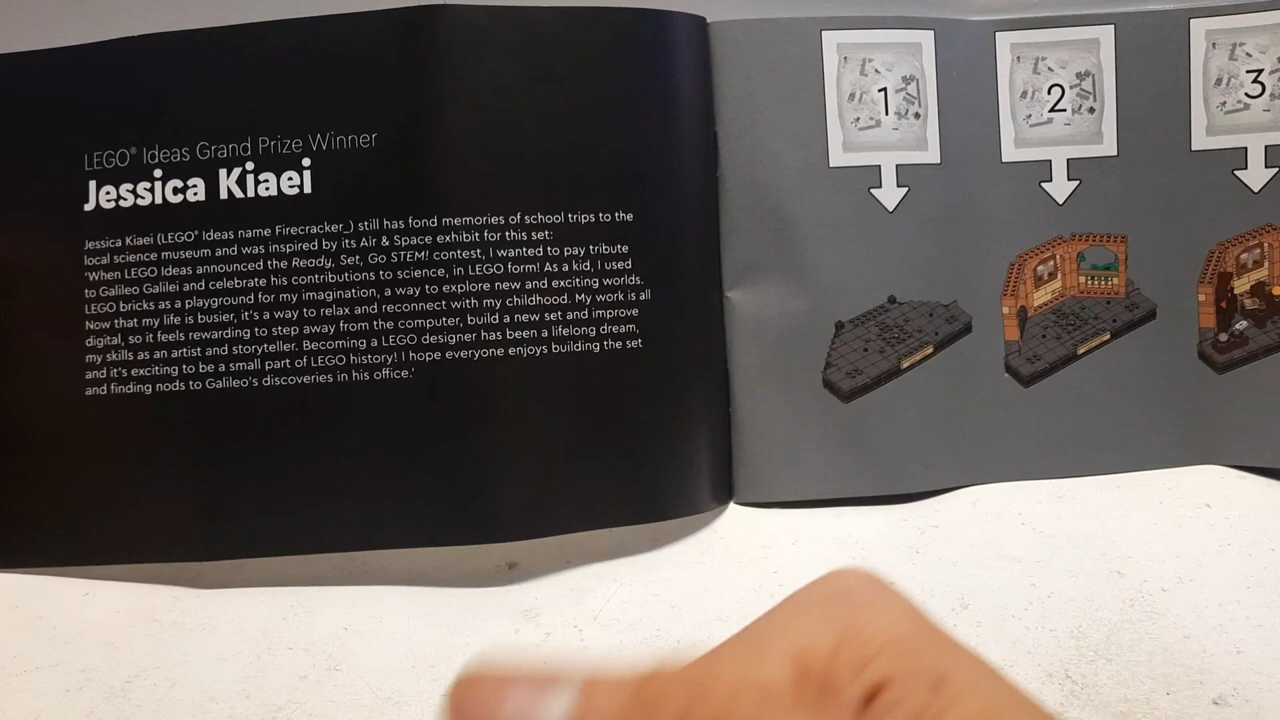 LEGO® Ideas Grand Prize Winner
Jessica Kiaei
Jessica Kiaei (LEGO® Ideas name Firecracker_) still has fond memories of school trips to the
local science museum and was inspired by its Air & Space exhibit for this set:
'When LEGO Ideas announced the Ready, Set, Go STEM! contest, I wanted to pay tribute
to Galileo Galilei and celebrate his contributions to science, in LEGO form! As a kid, I used
LEGO bricks as a playground for my imagination, a way to explore new and exciting worlds.
Now that my life is busier, it's a way to relax and reconnect with my childhood. My work is all
digital, so it feels rewarding to step away from the computer, build a new set and improve
my skills as an artist and storyteller. Becoming a LEGO designer has been a lifelong dream,
and it's exciting to be a small part of LEGO history! I hope everyone enjoys building the set
and finding nods to Galileo's discoveries in his office.'
1
2
3